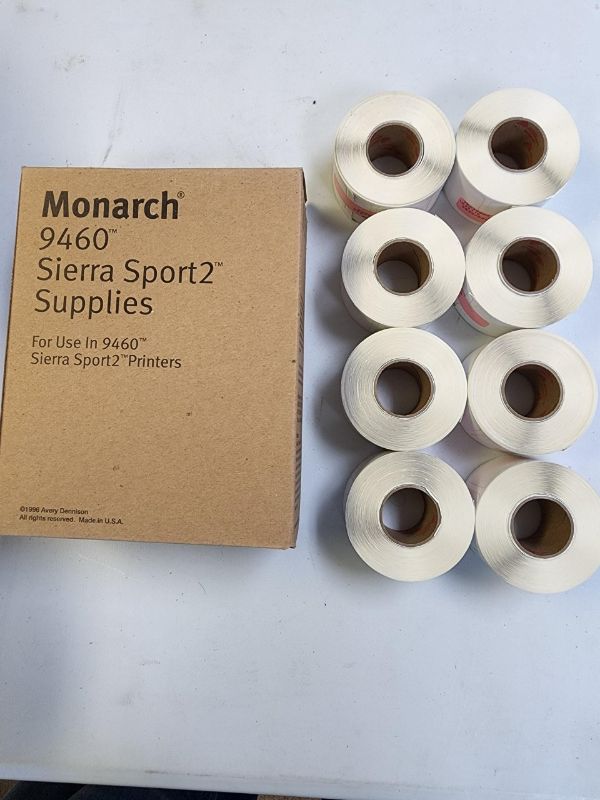 Monarch®
9460™
Sierra Sport2™
Supplies
For Use In 9460™
Sierra Sport2™Printers
©1996 Avery Dennison
All rights reserved. Made in U.S.A.